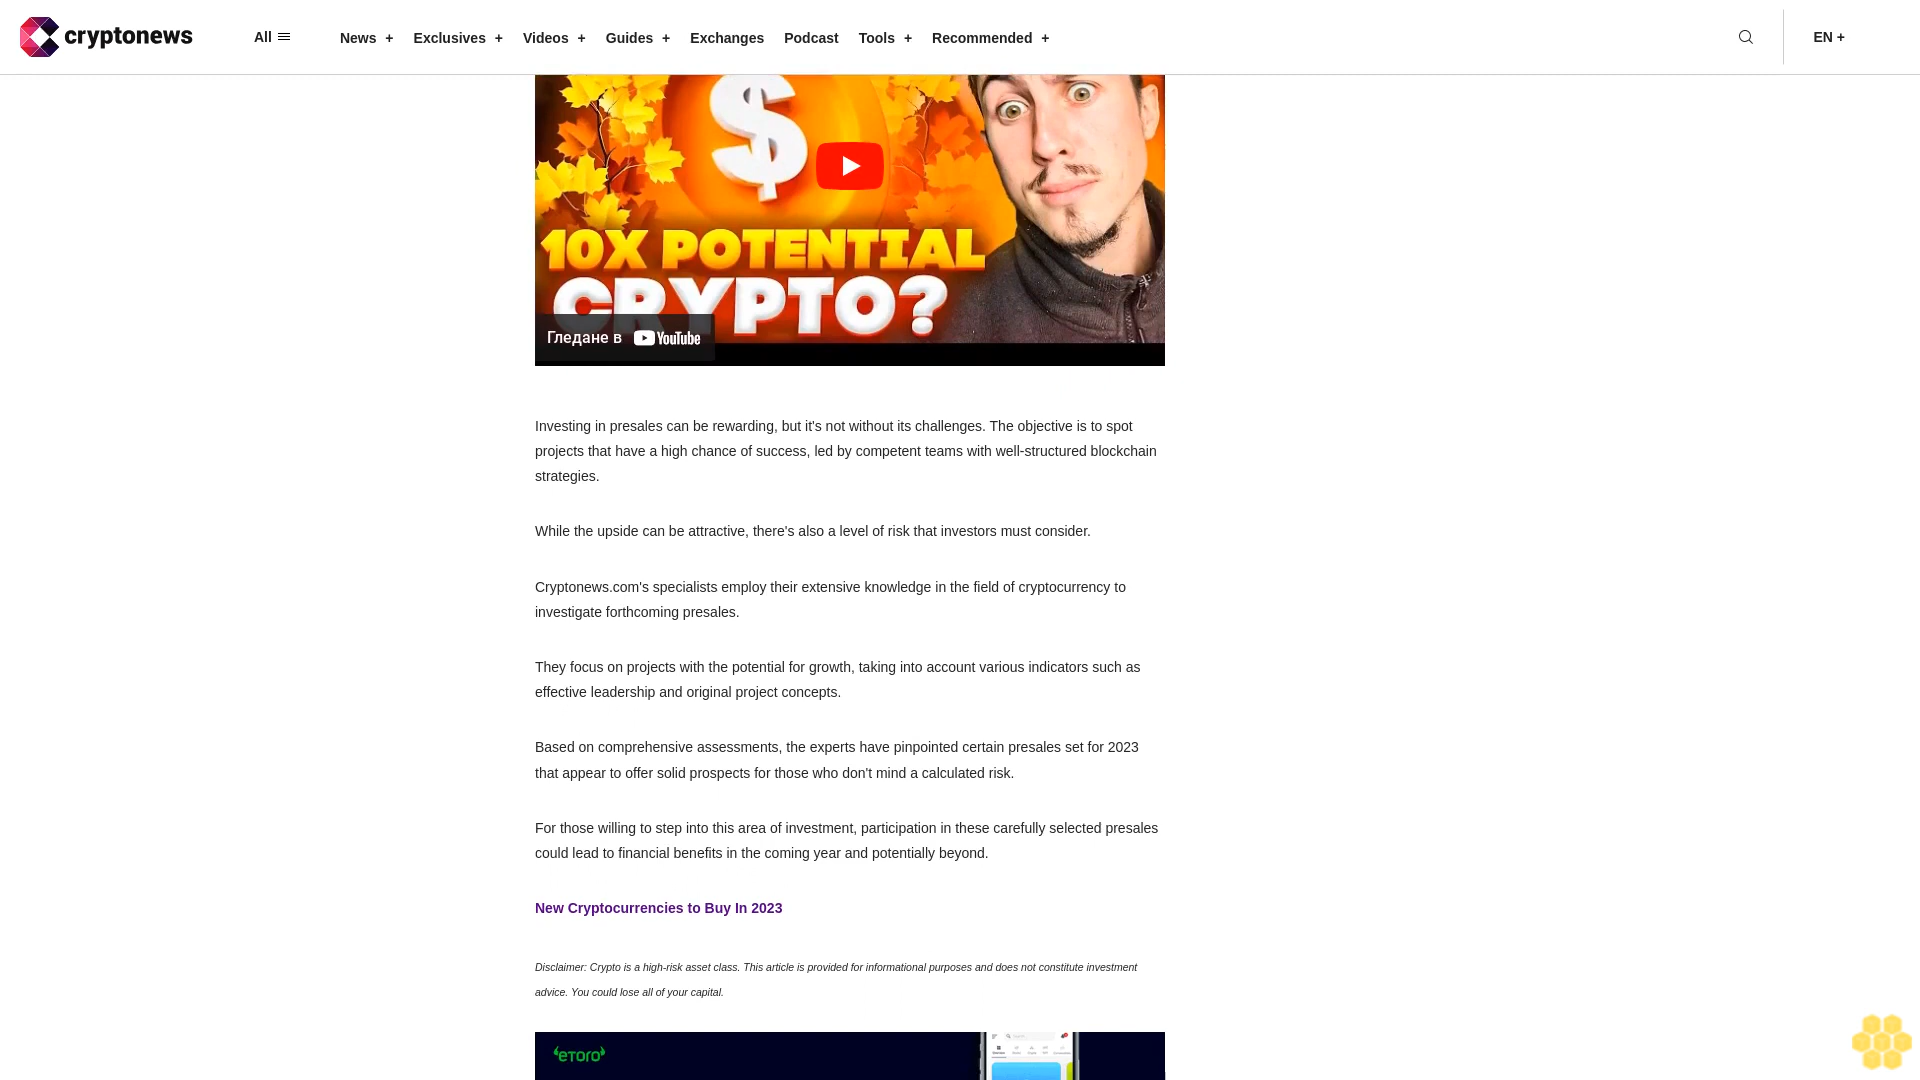 cryptonews
All
News +
Exclusives +
Videos +
Guides +
Exchanges
Podcast
Tools +
Recommended +
EN +
$
10X POTENTIAL
CRYPTO?
Гледане в YouTube
Investing in presales can be rewarding, but it's not without its challenges. The objective is to spot
projects that have a high chance of success, led by competent teams with well-structured blockchain
strategies.
While the upside can be attractive, there's also a level of risk that investors must consider.
Cryptonews.com's specialists employ their extensive knowledge in the field of cryptocurrency to
investigate forthcoming presales.
They focus on projects with the potential for growth, taking into account various indicators such as
effective leadership and original project concepts.
Based on comprehensive assessments, the experts have pinpointed certain presales set for 2023
that appear to offer solid prospects for those who don't mind a calculated risk.
For those willing to step into this area of investment, participation in these carefully selected presales
could lead to financial benefits in the coming year and potentially beyond.
New Cryptocurrencies to Buy In 2023
Disclaimer: Crypto is a high-risk asset class. This article is provided for informational purposes and does not constitute investment
advice. You could lose all of your capital.
eToro